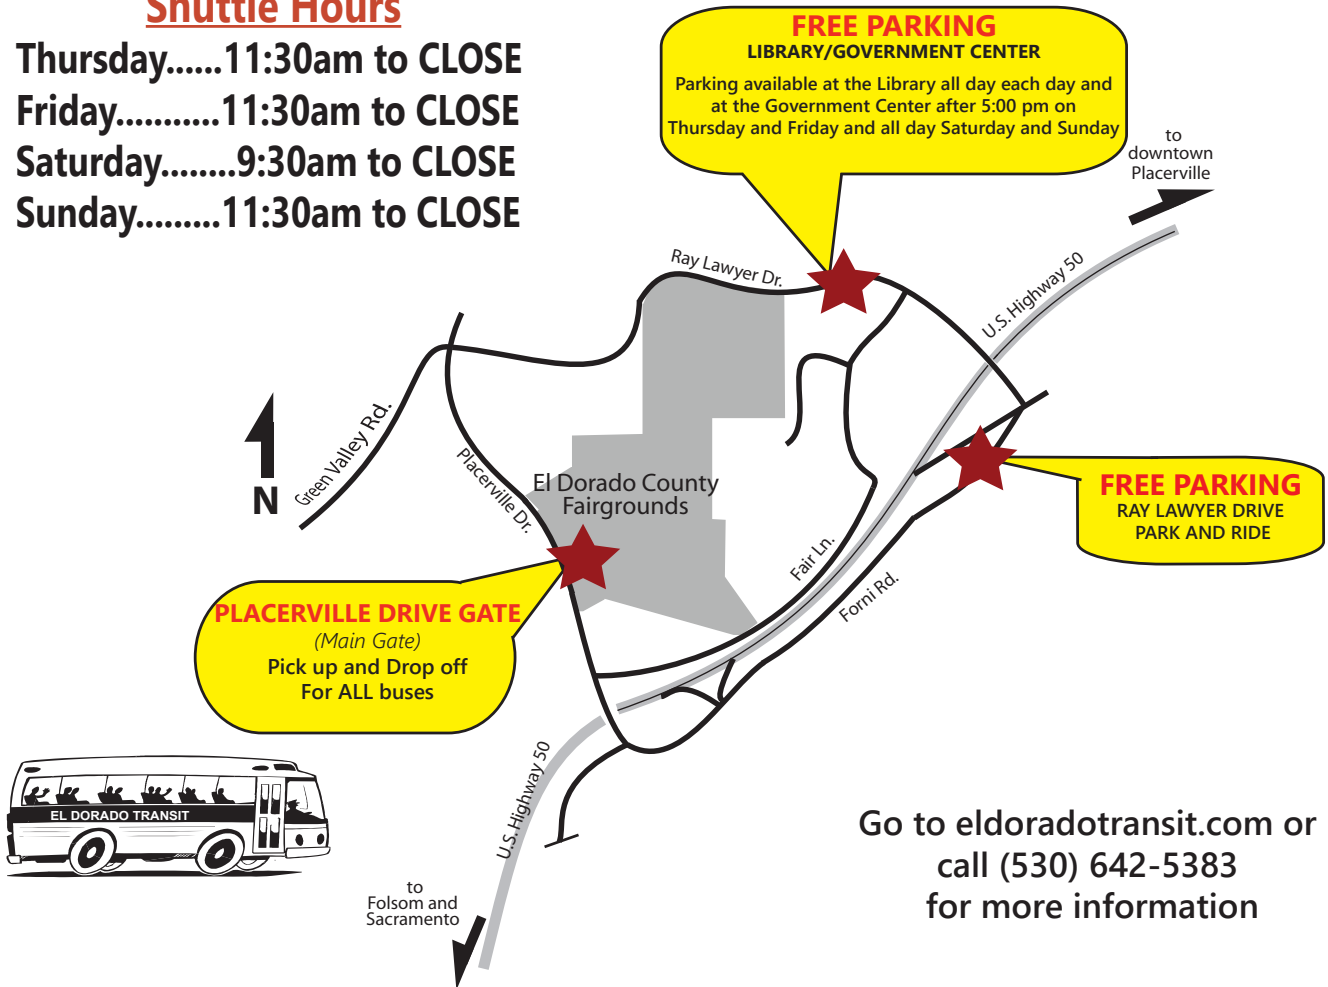 Shuttle Hours
Thursday......11:30am to CLOSE
Friday...........11:30am to CLOSE
Saturday........9:30am to CLOSE
Sunday.........11:30am to CLOSE
FREE PARKING
LIBRARY/GOVERNMENT CENTER
Parking available at the Library all day each day and
at the Government Center after 5:00 pm on
Thursday and Friday and all day Saturday and Sunday
to
downtown
Placerville
Ray Lawyer Dr.
U.S. Highway 50
Green Valley Rd.
N
Placerville Dr.
El Dorado County
Fairgrounds
FREE PARKING
RAY LAWYER DRIVE
PARK AND RIDE
Fair Ln.
Forni Rd.
PLACERVILLE DRIVE GATE
(Main Gate)
Pick up and Drop off
For ALL buses
U.S. Highway 50
EL DORADO TRANSIT
to
Folsom and
Sacramento
Go to eldoradotransit.com or
call (530) 642-5383
for more information